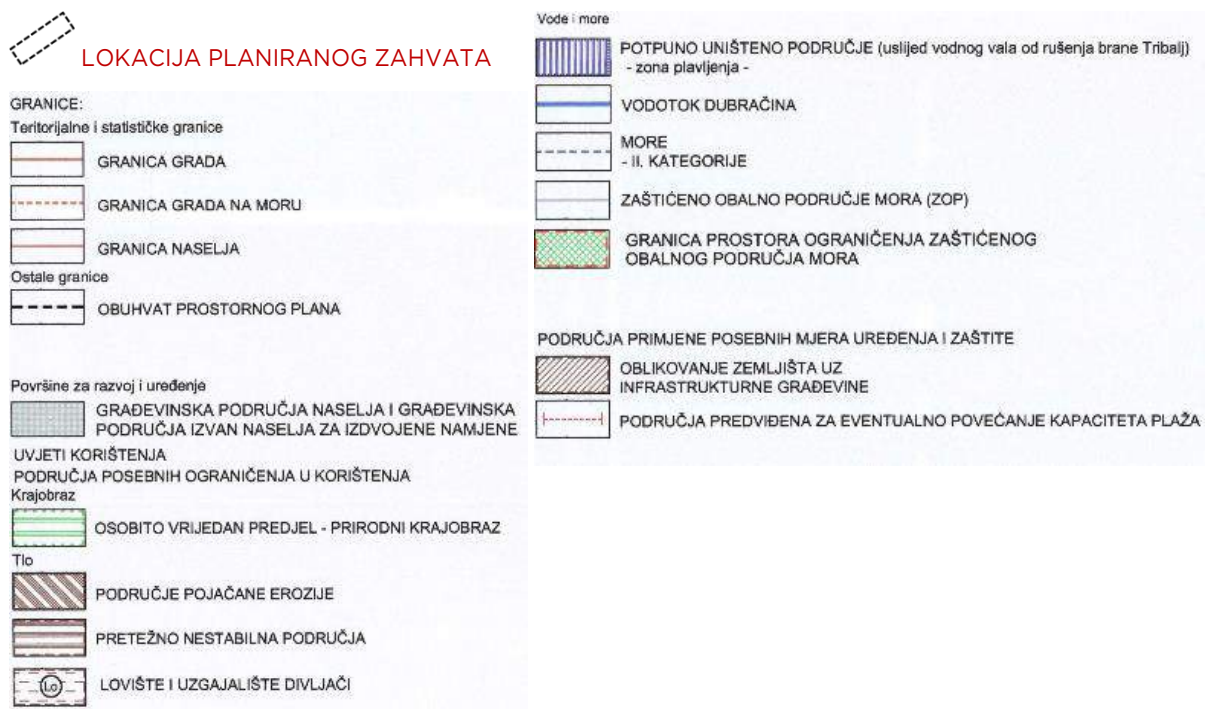 LOKACIJA PLANIRANOG ZAHVATA
GRANICE:
Teritorijalne i statističke granice
GRANICA GRADA
GRANICA GRADA NA MORU
GRANICA NASELJA
Ostale granice
OBUHVAT PROSTORNOG PLANA
Površine za razvoj i uređenje
GRAĐEVINSKA PODRUČJA NASELJA I GRAĐEVINSKA
PODRUČJA IZVAN NASELJA ZA IZDVOJENE NAMJENE
UVJETI KORIŠTENJA
PODRUČJA POSEBNIH OGRANIČENJA U KORIŠTENJA
Krajobraz
OSOBITO VRIJEDAN PREDJEL - PRIRODNI KRAJOBRAZ
Tlo
PODRUČJE POJAČANE EROZIJE
PRETEŽNO NESTABILNA PODRUČJA
Lo
LOVIŠTE I UZGAJALIŠTE DIVLJAČI
Vode i more
POTPUNO UNIŠTENO PODRUČJE (uslijed vodnog vala od rušenja brane Tribalj)
- zona plavljenja -
VODOTOK DUBRAČINA
MORE
- II. KATEGORIJE
ZAŠTIĆENO OBALNO PODRUČJE MORA (ZOP)
GRANICA PROSTORA OGRANIČENJA ZAŠTIĆENOG
OBALNOG PODRUČJA MORA
PODRUČJA PRIMJENE POSEBNIH MJERA UREĐENJA I ZAŠTITE
OBLIKOVANJE ZEMLJIŠTA UZ
INFRASTRUKTURNE GRAĐEVINE
PODRUČJA PREDVIĐENA ZA EVENTUALNO POVEĆANJE KAPACITETA PLAŽA